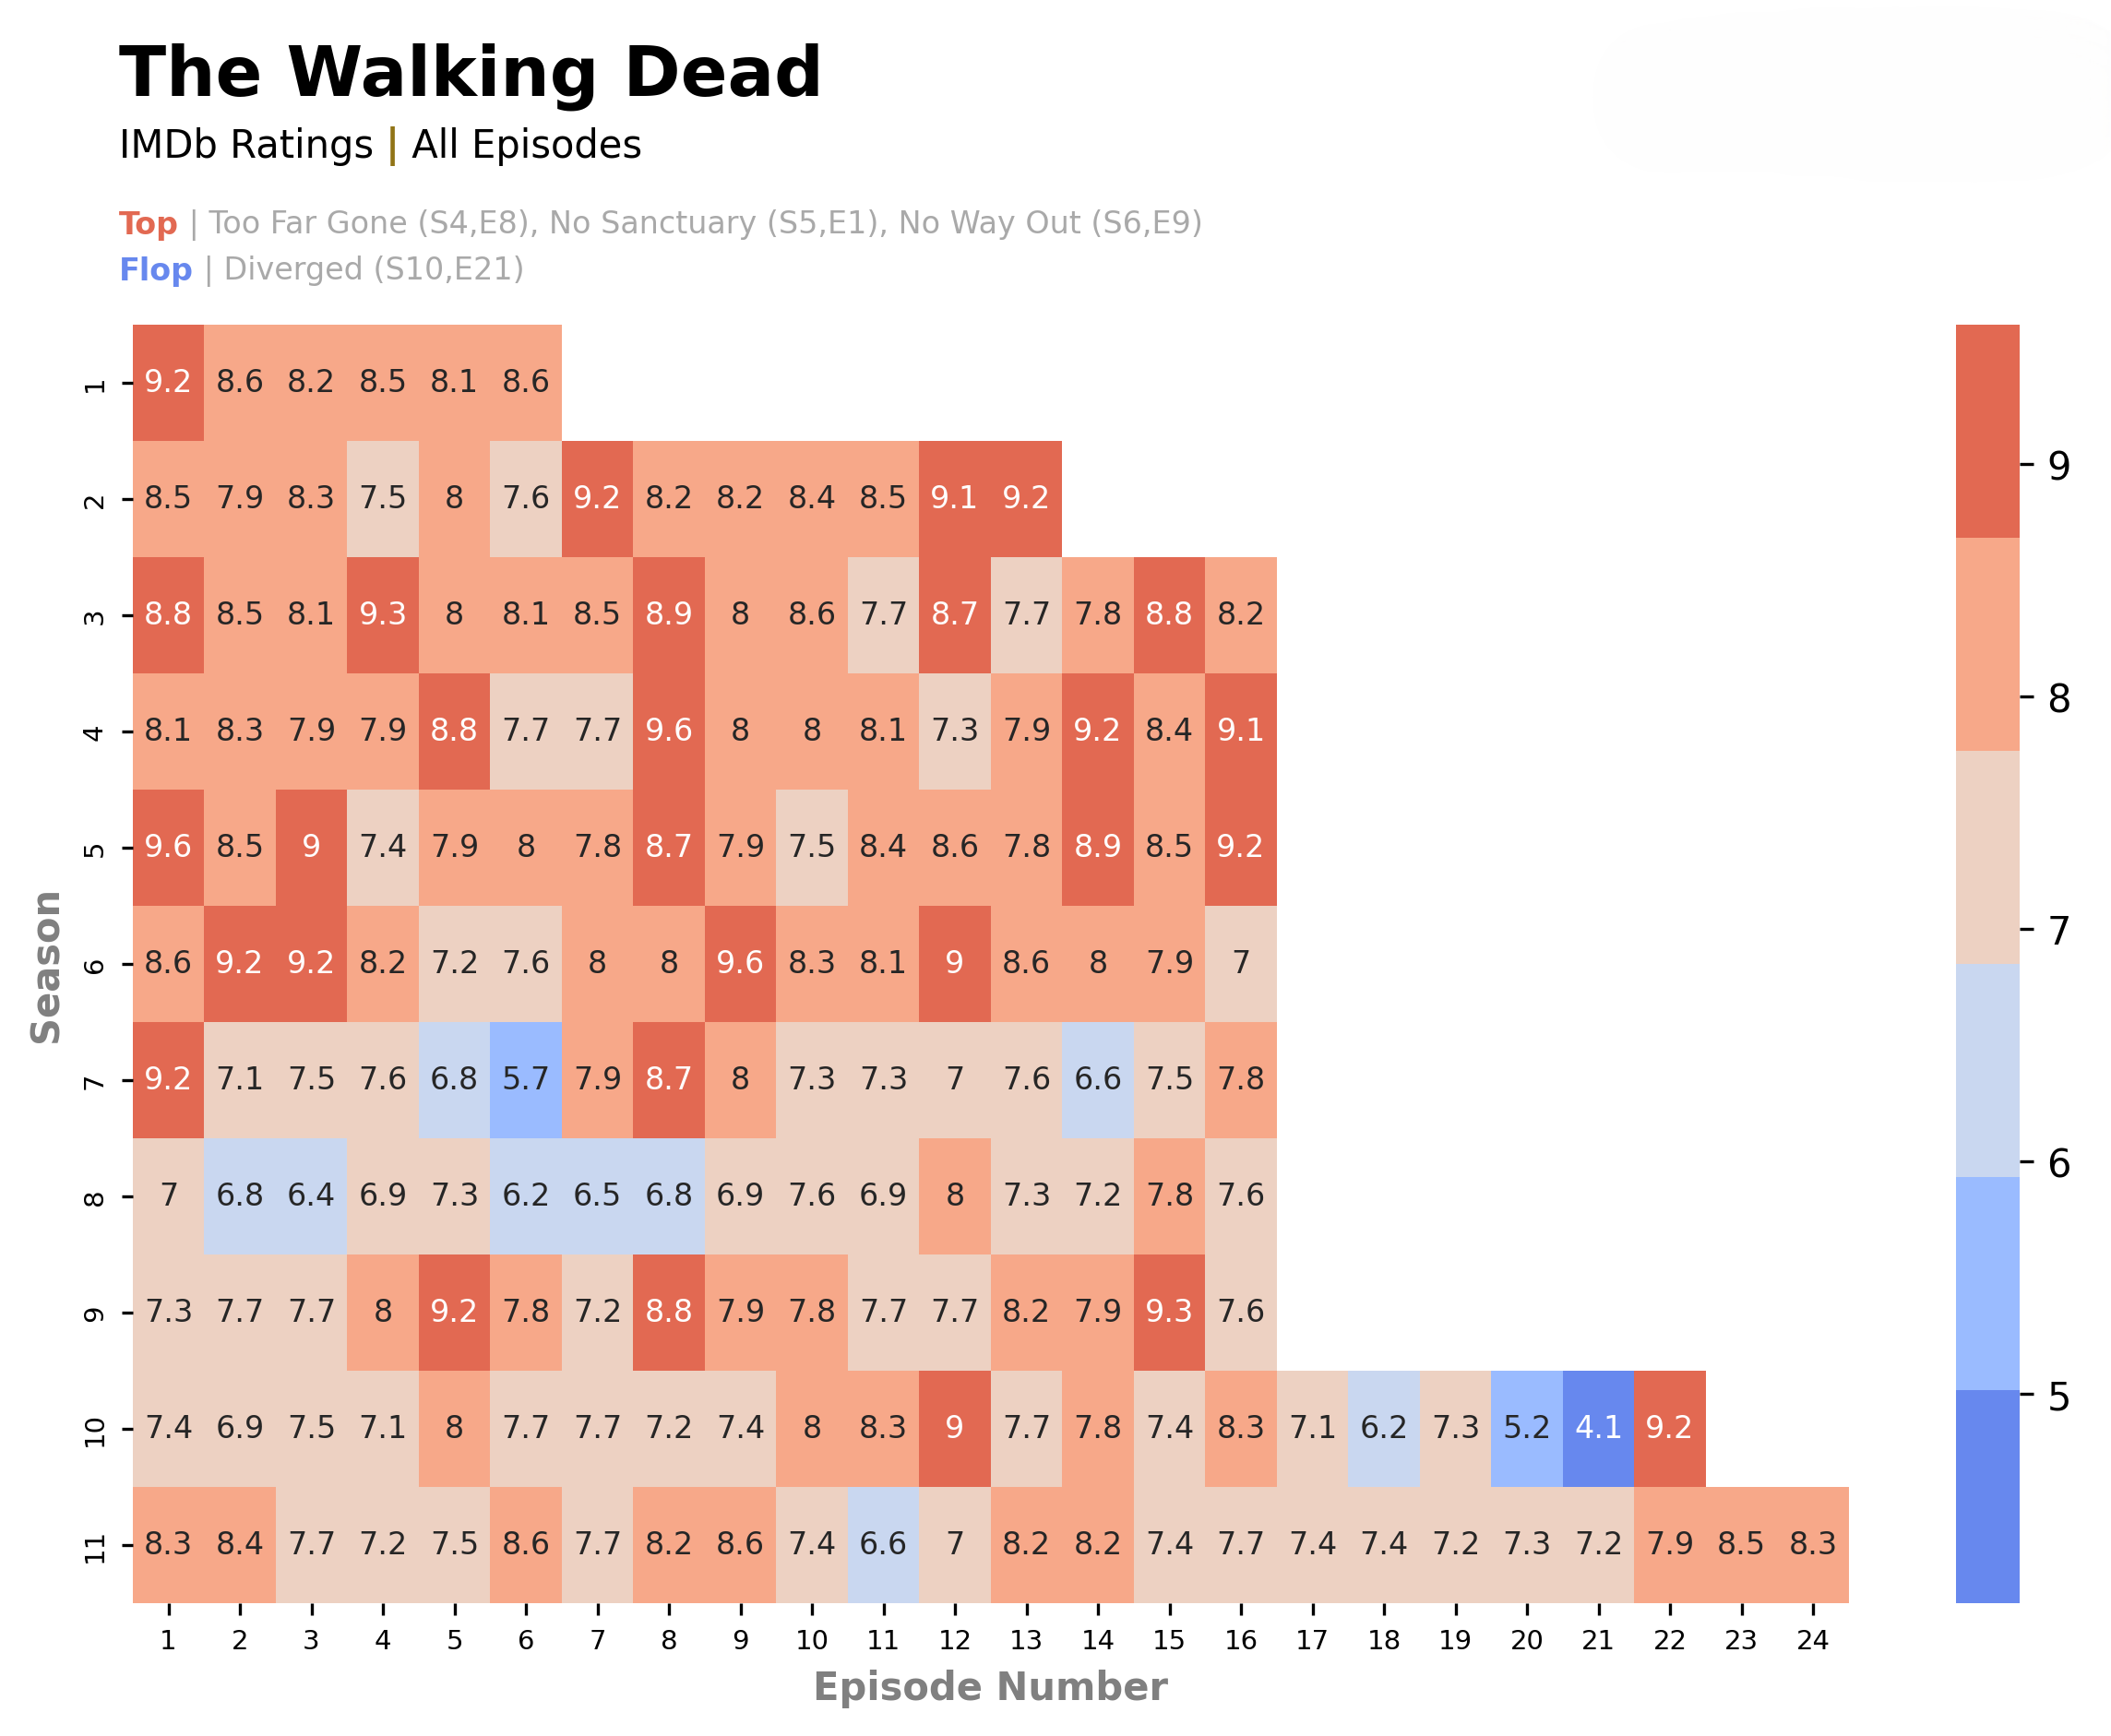 The Walking Dead
IMDb Ratings | All Episodes
Top | Too Far Gone (S4,E8), No Sanctuary (S5,E1), No Way Out (S6,E9)
Flop | Diverged (S10,E21)
1 9.2 8.6 8.2 8.5 8.1 8.6
2 8.5 7.9 8.3 7.5 8 7.6 9.2 8.2 8.2 8.4 8.5 9.1 9.2
3 8.8 8.5 8.1 9.3 8 8.1 8.5 8.9 8 8.6 7.7 8.7 7.7 7.8 8.8 8.2
4 8.1 8.3 7.9 7.9 8.8 7.7 7.7 9.6 8 8 8.1 7.3 7.9 9.2 8.4 9.1
5 9.6 8.5 9 7.4 7.9 8 7.8 8.7 7.9 7.5 8.4 8.6 7.8 8.9 8.5 9.2
6 8.6 9.2 9.2 8.2 7.2 7.6 8 8 9.6 8.3 8.1 9 8.6 8 7.9 7
7 9.2 7.1 7.5 7.6 6.8 5.7 7.9 8.7 8 7.3 7.3 7 7.6 6.6 7.5 7.8
8 7 6.8 6.4 6.9 7.3 6.2 6.5 6.8 6.9 7.6 6.9 8 7.3 7.2 7.8 7.6
9 7.3 7.7 7.7 8 9.2 7.8 7.2 8.8 7.9 7.8 7.7 7.7 8.2 7.9 9.3 7.6
10 7.4 6.9 7.5 7.1 8 7.7 7.7 7.2 7.4 8 8.3 9 7.7 7.8 7.4 8.3 7.1 6.2 7.3 5.2 4.1 9.2
11 8.3 8.4 7.7 7.2 7.5 8.6 7.7 8.2 8.6 7.4 6.6 7 8.2 8.2 7.4 7.7 7.4 7.4 7.2 7.3 7.2 7.9 8.5 8.3
1 2 3 4 5 6 7 8 9 10 11 12 13 14 15 16 17 18 19 20 21 22 23 24
Episode Number
Season
9
8
7
6
5